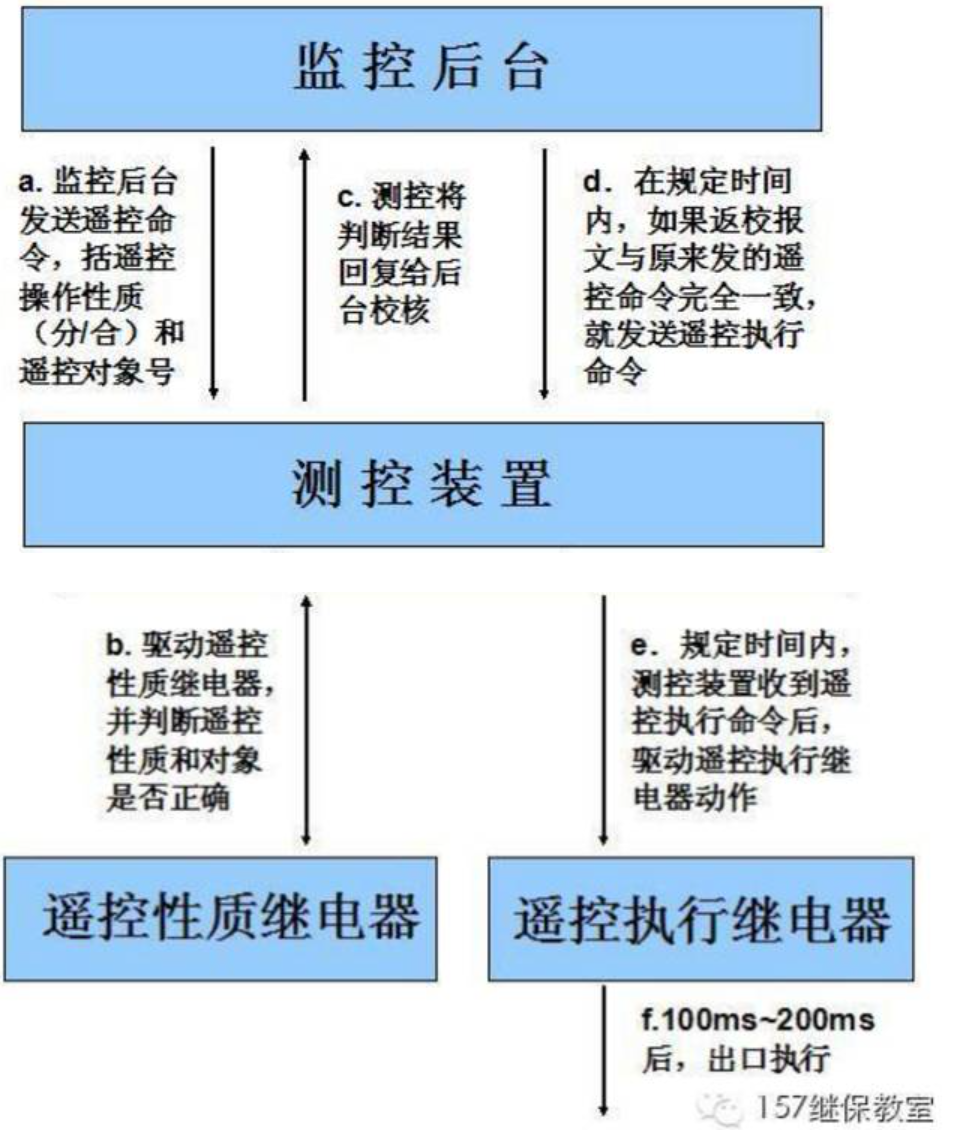 监控后台
a. 监控后台
发送遥控命
令，括遥控
操作性质
（分/合）和
遥控对象号
c. 测控将
判断结果
回复给后
台校核
d. 在规定时间
内，如果返校报
文与原来发的遥
控命令完全一致，
就发送遥控执行
命令
测控装置
b. 驱动遥控
性质继电器，
并判断遥控
性质和对象
是否正确
e. 规定时间内，
测控装置收到遥
控执行命令后，
驱动遥控执行继
电器动作
遥控性质继电器
遥控执行继电器
f.100ms~200ms
后，出口执行
157继保教室